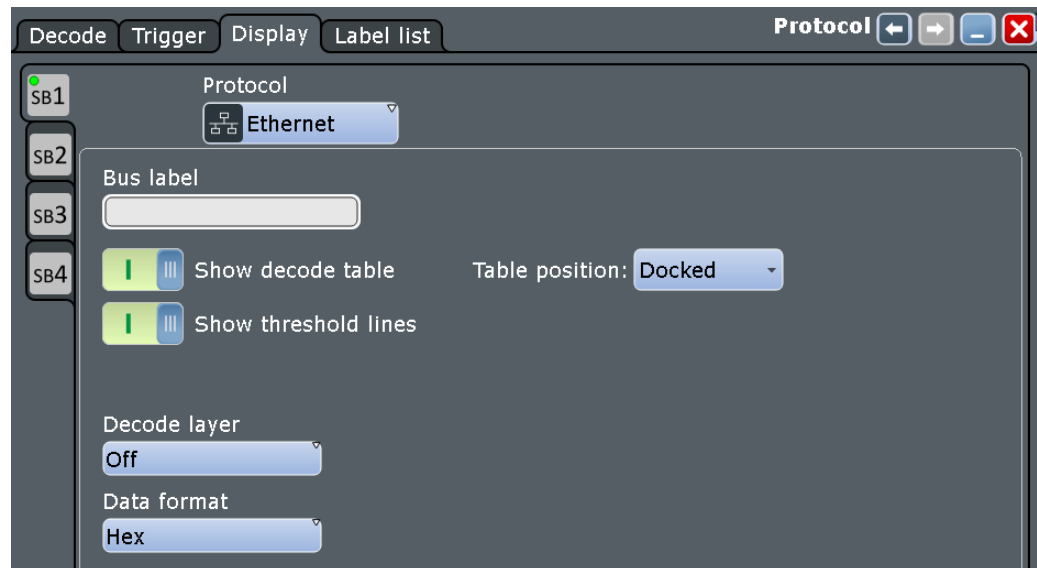 Decode Trigger Display Label list Protocol
SB1
Protocol
Ethernet
SB2
Bus label
SB3
SB4
Show decode table Table position: Docked
Show threshold lines
Decode layer
Off
Data format
Hex